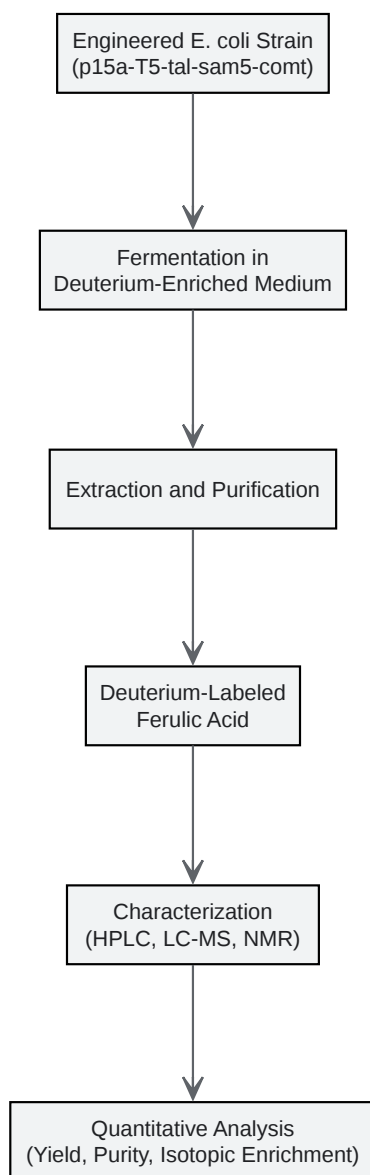 Engineered E. coli Strain
(p15a-T5-tal-sam5-comt)
Fermentation in
Deuterium-Enriched Medium
Extraction and Purification
Deuterium-Labeled
Ferulic Acid
Characterization
(HPLC, LC-MS, NMR)
Quantitative Analysis
(Yield, Purity, Isotopic Enrichment)